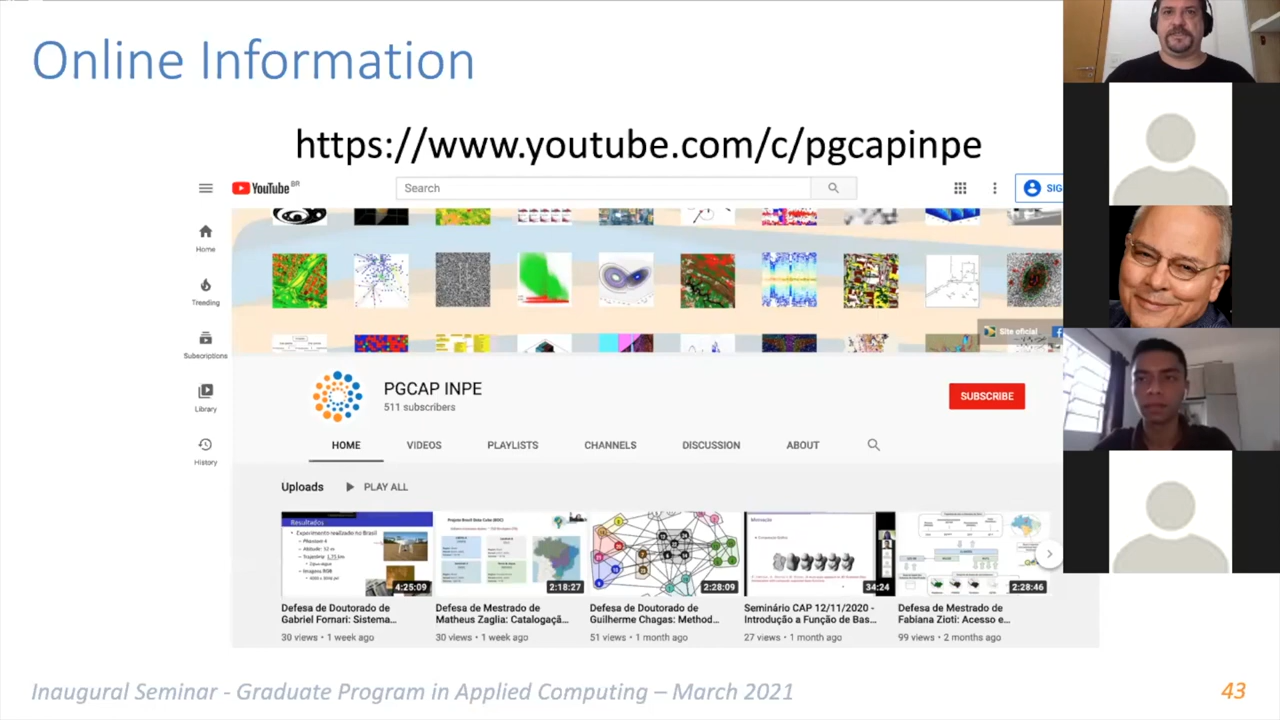 Online Information
https://www.youtube.com/c/pgcapinpe
YouTube BR
Search
SIG
Home
Trending
Subscriptions
Library
History
Site oficial
PGCAP INPE
511 subscribers
SUBSCRIBE
HOME VIDEOS PLAYLISTS CHANNELS DISCUSSION ABOUT
Uploads PLAY ALL
Resultados
Motivação
4:25:09 2:18:27 2:28:09 34:24 2:28:46
Defesa de Doutorado de Gabriel Fornari: Sistema...
30 views • 1 week ago
Defesa de Mestrado de Matheus Zaglia: Catalogaçã...
30 views • 1 week ago
Defesa de Doutorado de Guilherme Chagas: Method...
51 views • 1 month ago
Seminário CAP 12/11/2020 - Introdução a Função de Bas...
27 views • 1 month ago
Defesa de Mestrado de Fabiana Zioti: Acesso e...
99 views • 2 months ago
Inaugural Seminar - Graduate Program in Applied Computing – March 2021
43